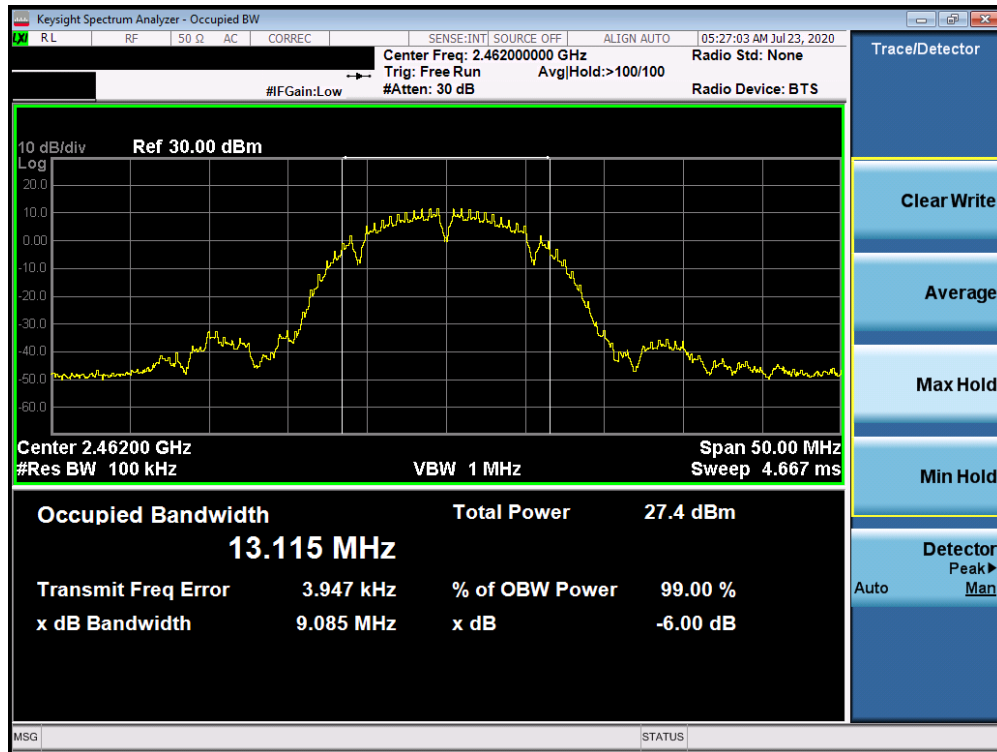 Keysight Spectrum Analyzer - Occupied BW
LXI RL RF 50 Ω AC CORREC SENSE:INT SOURCE OFF ALIGN AUTO 05:27:03 AM Jul 23, 2020
Center Freq: 2.462000000 GHz Radio Std: None
Trig: Free Run Avg|Hold:>100/100
#IFGain:Low #Atten: 30 dB Radio Device: BTS
Trace/Detector
10 dB/div Ref 30.00 dBm
Log
20.0
10.0
0.00
-10.0
-20.0
-30.0
-40.0
-50.0
-60.0
Center 2.46200 GHz Span 50.00 MHz
#Res BW 100 kHz VBW 1 MHz Sweep 4.667 ms
Clear Write
Average
Max Hold
Min Hold
Detector
Peak▶
Auto Man
Occupied Bandwidth Total Power 27.4 dBm
13.115 MHz
Transmit Freq Error 3.947 kHz % of OBW Power 99.00 %
x dB Bandwidth 9.085 MHz x dB -6.00 dB
MSG STATUS